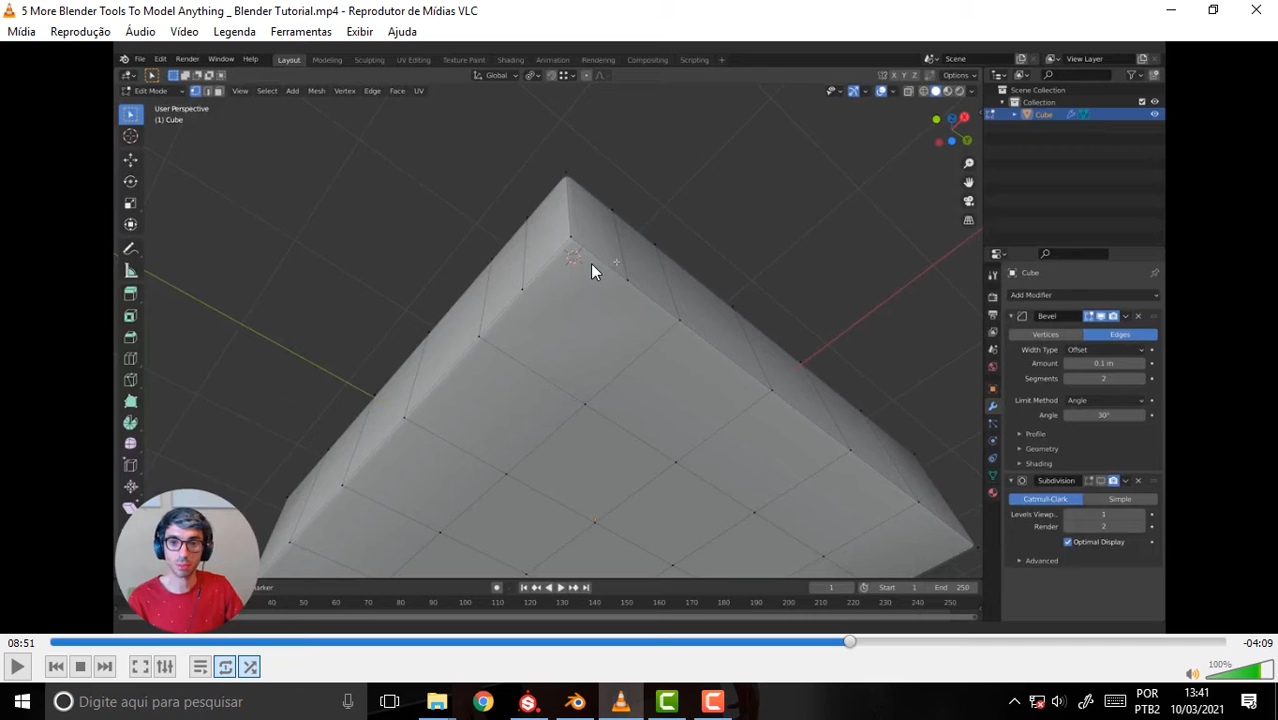 5 More Blender Tools To Model Anything _ Blender Tutorial.mp4 - Reprodutor de Mídias VLC
Mídia Reprodução Áudio Vídeo Legenda Ferramentas Exibir Ajuda
File Edit Render Window Help Layout Modeling Sculpting UV Editing Texture Paint Shading Animation Rendering Compositing Scripting + Scene View Layer
Global X Y Z Options
Edit Mode View Select Add Mesh Vertex Edge Face UV
Scene Collection
Collection
Cube
User Perspective
(1) Cube
X
Z
Y
Cube
Add Modifier
Bevel
Vertices Edges
Width Type Offset
Amount 0.1 m
Segments 2
Limit Method Angle
Angle 30°
Profile
Geometry
Shading
Subdivision
Catmull-Clark Simple
Levels Viewp.. 1
Render 2
Optimal Display
Advanced
1 Start 1 End 250
40 50 60 70 80 90 100 110 120 130 140 150 160 170 180 190 200 210 220 230 240 250
08:51 -04:09
100%
Digite aqui para pesquisar
POR
PTB2
13:41
10/03/2021